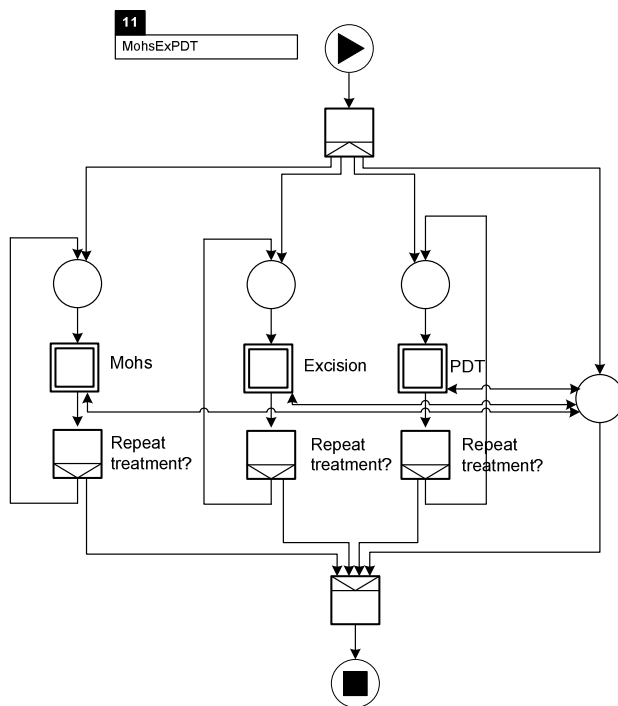 11
MohsExPDT
Mohs
Excision
PDT
Repeat
treatment?
Repeat
treatment?
Repeat
treatment?